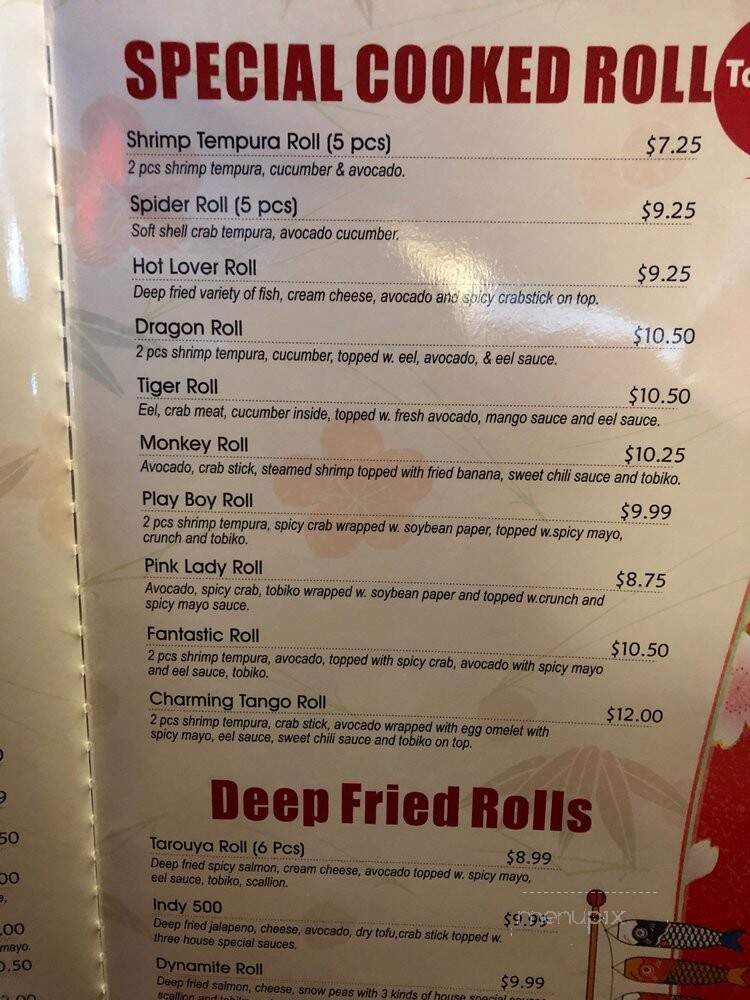 SPECIAL COOKED ROLL
Shrimp Tempura Roll (5 pcs) $7.25
2 pcs shrimp tempura, cucumber & avocado.
Spider Roll (5 pcs) $9.25
Soft shell crab tempura, avocado cucumber.
Hot Lover Roll $9.25
Deep fried variety of fish, cream cheese, avocado and spicy crabstick on top.
Dragon Roll $10.50
2 pcs shrimp tempura, cucumber, topped w. eel, avocado, & eel sauce.
Tiger Roll $10.50
Eel, crab meat, cucumber inside, topped w. fresh avocado, mango sauce and eel sauce.
Monkey Roll $10.25
Avocado, crab stick, steamed shrimp topped with fried banana, sweet chili sauce and tobiko.
Play Boy Roll $9.99
2 pcs shrimp tempura, spicy crab wrapped w. soybean paper, topped w.spicy mayo,
crunch and tobiko.
Pink Lady Roll $8.75
Avocado, spicy crab, tobiko wrapped w. soybean paper and topped w.crunch and
spicy mayo sauce.
Fantastic Roll $10.50
2 pcs shrimp tempura, avocado, topped with spicy crab, avocado with spicy mayo
and eel sauce, tobiko.
Charming Tango Roll $12.00
2 pcs shrimp tempura, crab stick, avocado wrapped with egg omelet with
spicy mayo, eel sauce, sweet chili sauce and tobiko on top.
Deep Fried Rolls
Tarouya Roll (6 Pcs) $8.99
Deep fried spicy salmon, cream cheese, avocado topped w. spicy mayo,
eel sauce, tobiko, scallion.
Indy 500 $9.99
menupix
Deep fried jalapeno, cheese, avocado, dry tofu,crab stick topped w.
three house special sauces.
Dynamite Roll $9.99
Deep fried salmon, cheese, snow peas with 3 kinds of house special
scallion and
mayo.